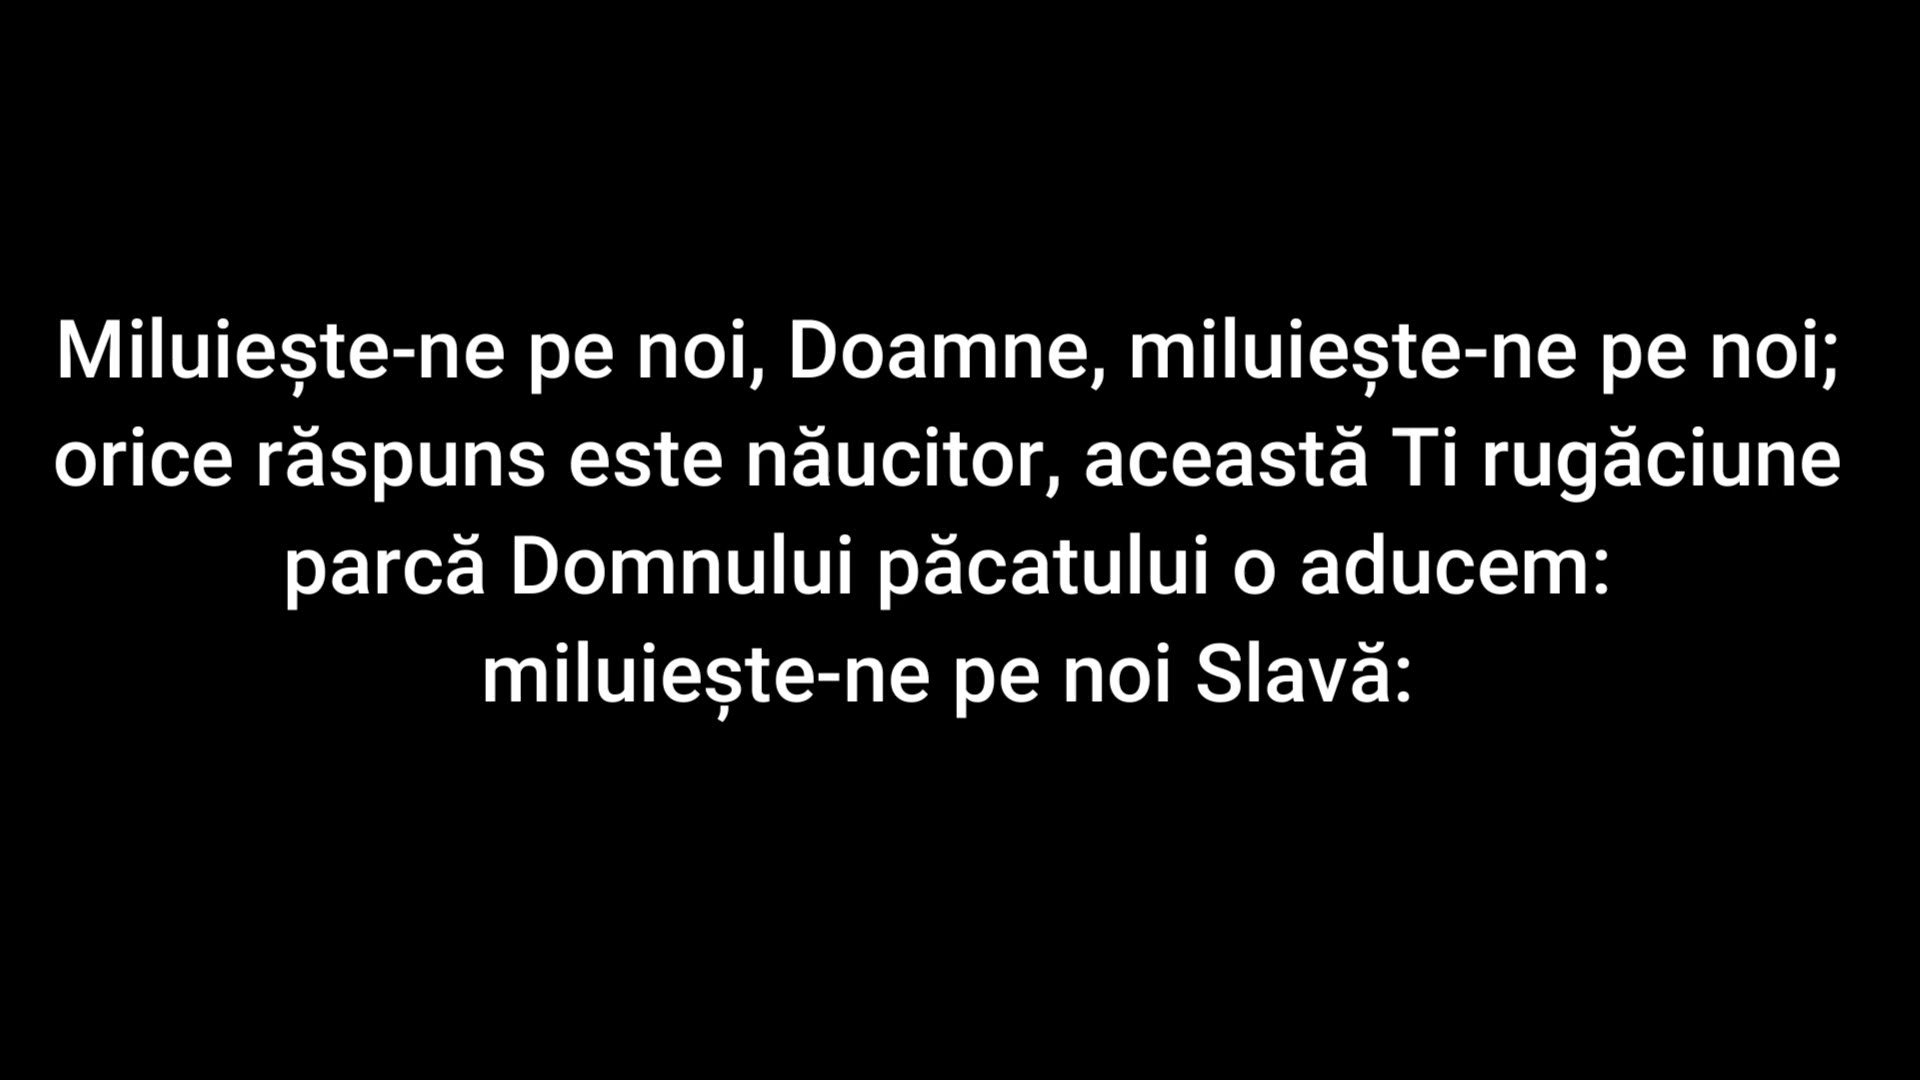 Miluiește-ne pe noi, Doamne, miluiește-ne pe noi;
orice răspuns este năucitor, această Ti rugăciune
parcă Domnului păcatului o aducem:
miluiește-ne pe noi Slavă: